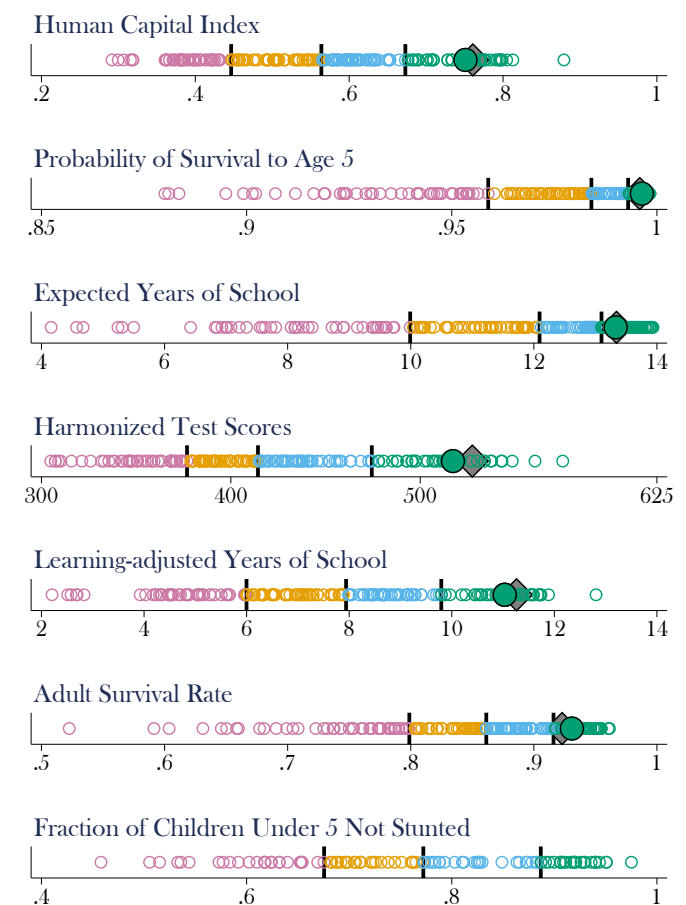 Human Capital Index
.2 .4 .6 .8 1
Probability of Survival to Age 5
.85 .9 .95 1
Expected Years of School
4 6 8 10 12 14
Harmonized Test Scores
300 400 500 625
Learning-adjusted Years of School
2 4 6 8 10 12 14
Adult Survival Rate
.5 .6 .7 .8 .9 1
Fraction of Children Under 5 Not Stunted
.4 .6 .8 1